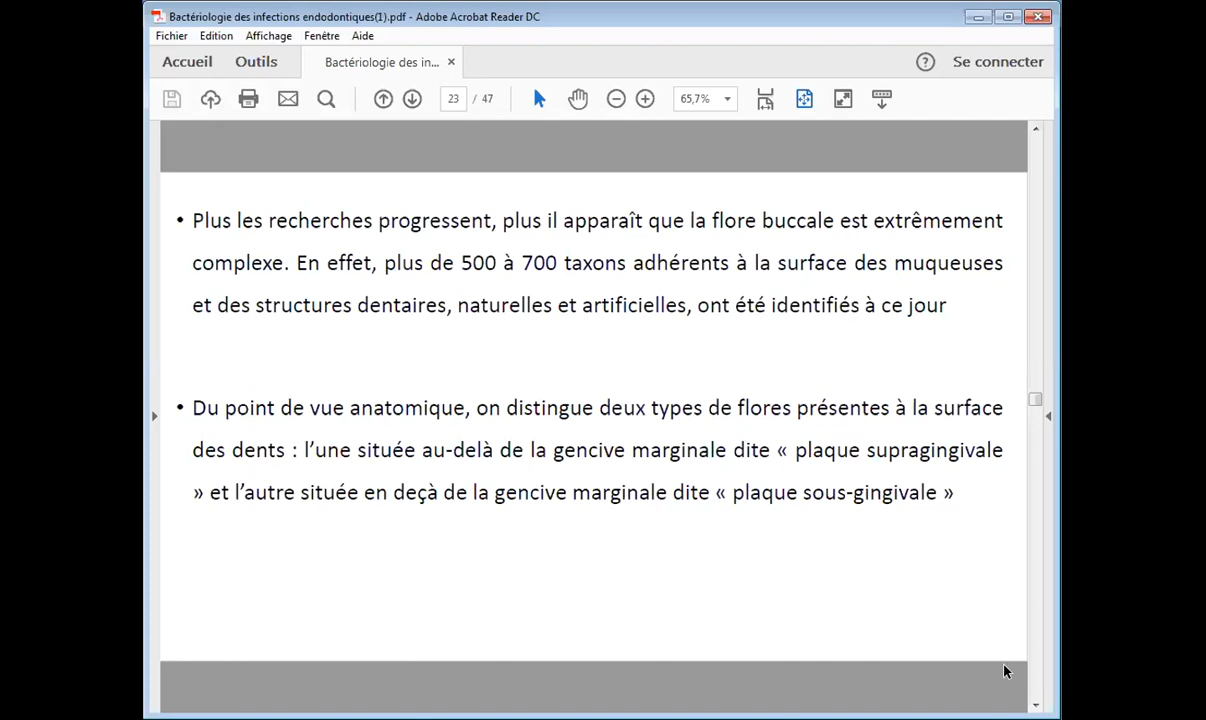 Bactériologie des infections endodontiques(1).pdf - Adobe Acrobat Reader DC
Fichier Edition Affichage Fenêtre Aide
Accueil Outils Bactériologie des in... × ? Se connecter
23 / 47 65,7%
• Plus les recherches progressent, plus il apparaît que la flore buccale est extrêmement
complexe. En effet, plus de 500 à 700 taxons adhérents à la surface des muqueuses
et des structures dentaires, naturelles et artificielles, ont été identifiés à ce jour
• Du point de vue anatomique, on distingue deux types de flores présentes à la surface
des dents : l’une située au-delà de la gencive marginale dite « plaque supragingivale
» et l’autre située en deçà de la gencive marginale dite « plaque sous-gingivale »